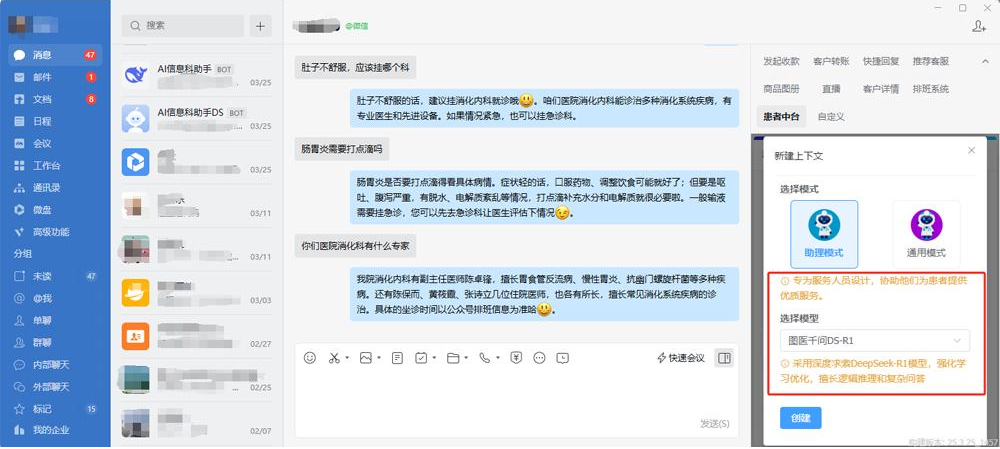 消息
47
邮件
1
文档
8
日程
会议
工作台
通讯录
微盘
高级功能
分组
未读
47
@我
单聊
群聊
内部聊天
外部聊天
标记
15
我的企业
搜索
AI信息科助手 BOT
03/25
AI信息科助手DS BOT
03/25
03/25
03/11
03/11
03/03
02/27
02/25
02/07
@微信
肚子不舒服，应该挂哪个科
肚子不舒服的话，建议挂消化内科就诊哦😃。咱们医院消化内科能诊治多种消化系统疾病，有
专业医生和先进设备。如果情况紧急，也可以挂急诊科。
肠胃炎需要打点滴吗
肠胃炎是否要打点滴得看具体病情。症状轻的话，口服药物、调整饮食可能就好了；但要是呕
吐、腹泻严重，有脱水、电解质紊乱等情况，打点滴补充水分和电解质就很必要啦。一般输液
需要挂急诊，您可以先去急诊科让医生评估下情况😉。
你们医院消化科有什么专家
我院消化内科有副主任医师陈卓锋，擅长胃食管反流病、慢性胃炎、抗幽门螺旋杆菌等多种疾
病。还有陈保而、黄筱霞、张诗立几位住院医师，也各有所长，擅长常见消化系统疾病的诊
治。具体的坐诊时间以公众号排班信息为准哈😃。
快速会议
发送(S)
发起收款 客户转账 快捷回复 推荐客服
商品图册 直播 客户详情 排班系统
患者中台 自定义
新建上下文
选择模式
助理模式 通用模式
专为服务人员设计，协助他们为患者提供
优质服务。
选择模型
图医千问DS-R1
采用深度求索DeepSeek-R1模型，强化学
习优化，擅长逻辑推理和复杂问答
创建
构建版本: 25.3.25_1657